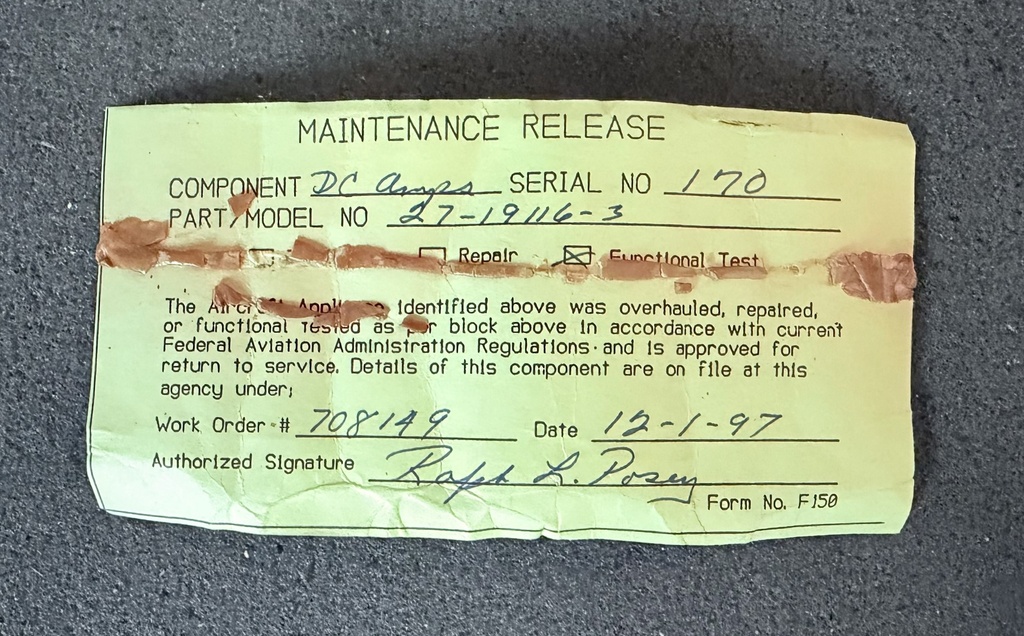 MAINTENANCE RELEASE
COMPONENT DC Amps SERIAL NO 170
PART/MODEL NO 27-19116-3
Repair Functional Test
The Aircraft Appliance identified above was overhauled, repaired,
or functional tested as per block above in accordance with current
Federal Aviation Administration Regulations and is approved for
return to service. Details of this component are on file at this
agency under;
Work Order # 708149 Date 12-1-97
Authorized Signature Ralph L. Posey
Form No. F150